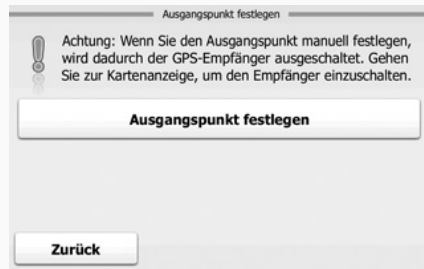 Ausgangspunkt festlegen
Achtung: Wenn Sie den Ausgangspunkt manuell festlegen,
wird dadurch der GPS-Empfänger ausgeschaltet. Gehen
Sie zur Kartenanzeige, um den Empfänger einzuschalten.
Ausgangspunkt festlegen
Zurück